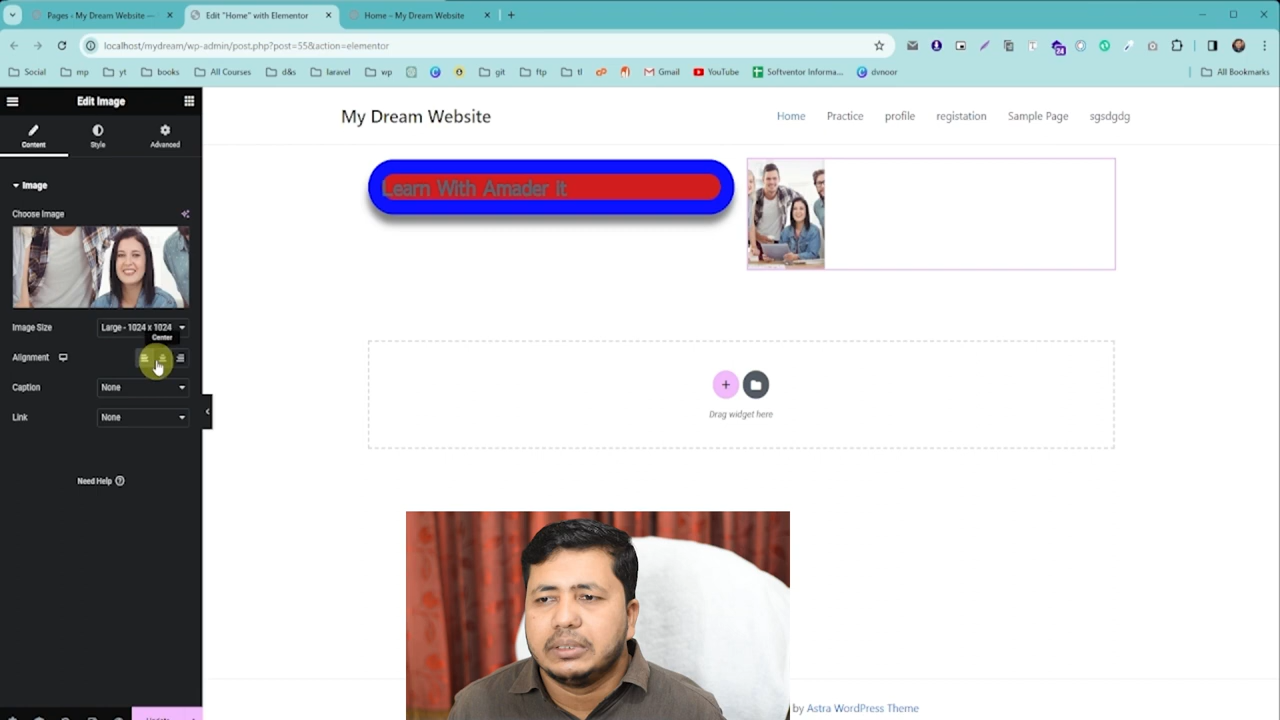 Pages ‹ My Dream Website —
Edit "Home" with Elementor
Home – My Dream Website
localhost/mydream/wp-admin/post.php?post=55&action=elementor
Social
mp
yt
books
All Courses
d&s
laravel
wp
git
ftp
tl
Gmail
YouTube
Softventor Informa...
dvnoor
All Bookmarks
24
Edit Image
Content
Style
Advanced
Image
Choose Image
Image Size
Large - 1024 x 1024
Center
Alignment
Caption
None
Link
None
Need Help
Update
My Dream Website
Home
Practice
profile
registation
Sample Page
sgsdgdg
Learn With Amader it
Drag widget here
by Astra WordPress Theme